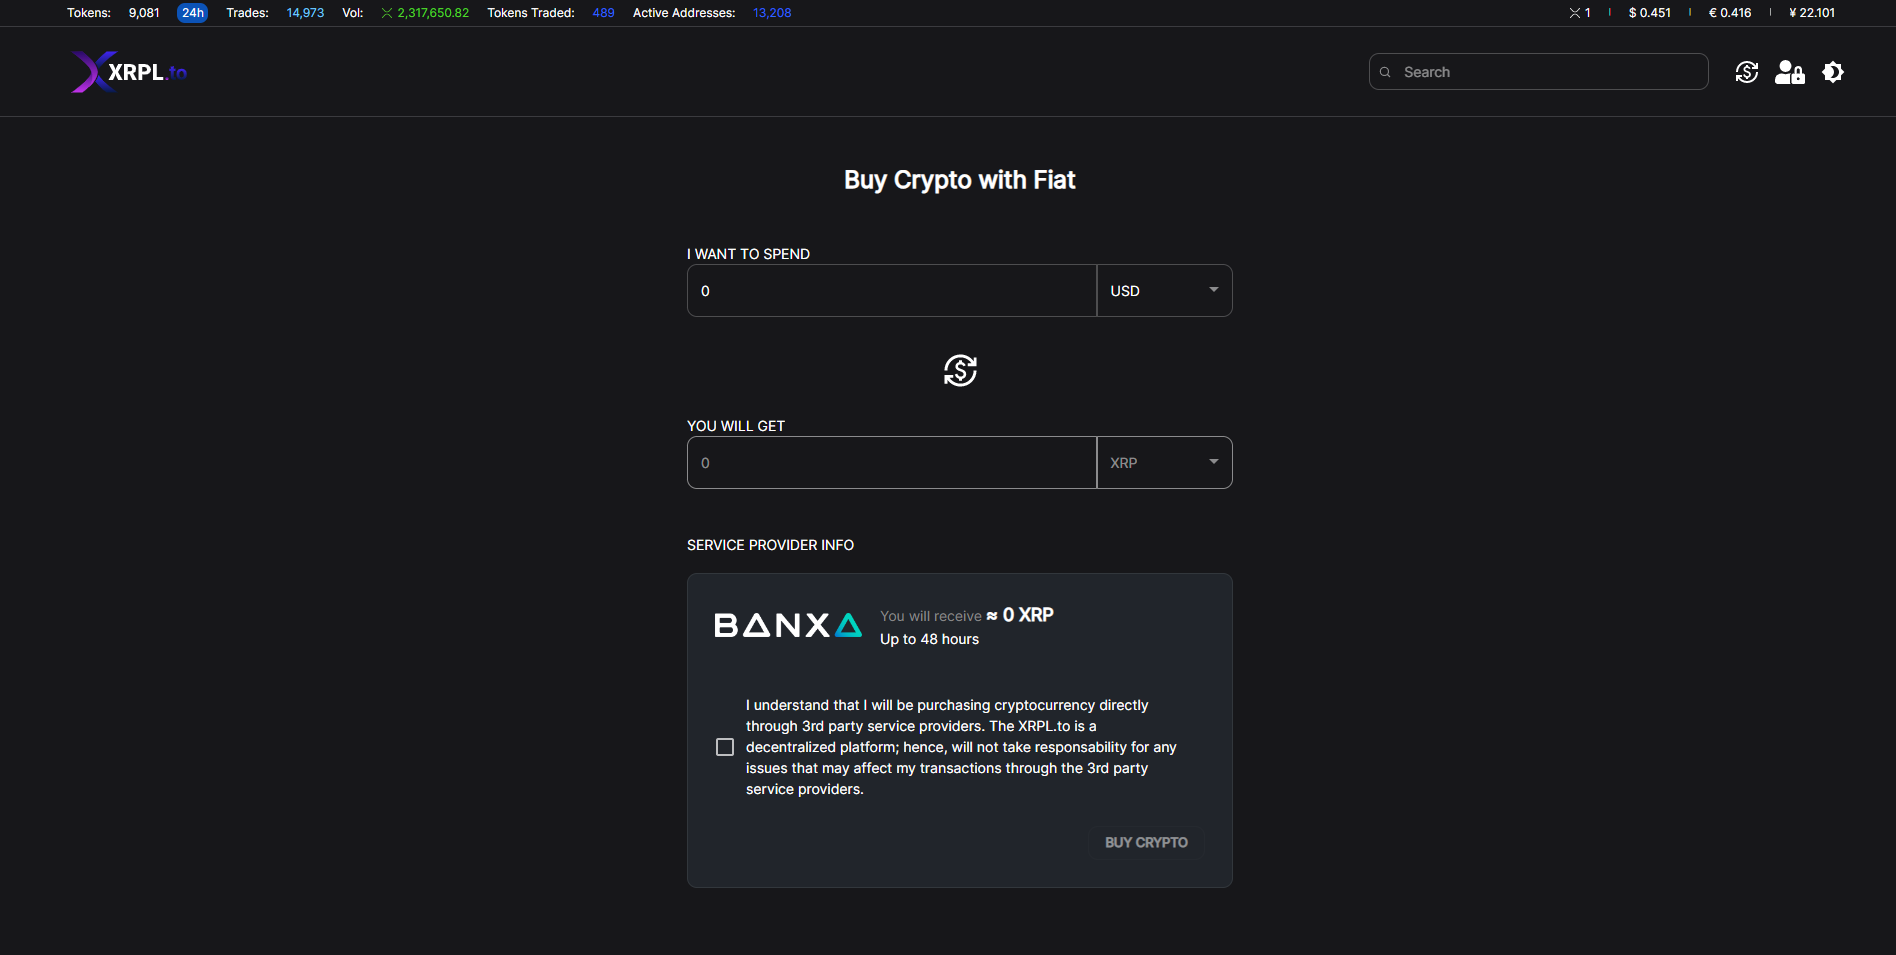 Tokens: 9,081 24h Trades: 14,973 Vol: 2,317,650.82 Tokens Traded: 489 Active Addresses: 13,208 1 | $ 0.451 | € 0.416 | ¥ 22.101
XRPL.to
Search
Buy Crypto with Fiat
I WANT TO SPEND
0 USD
YOU WILL GET
0 XRP
SERVICE PROVIDER INFO
BANXA
You will receive ≈ 0 XRP
Up to 48 hours
I understand that I will be purchasing cryptocurrency directly
through 3rd party service providers. The XRPL.to is a
decentralized platform; hence, will not take responsability for any
issues that may affect my transactions through the 3rd party
service providers.
BUY CRYPTO